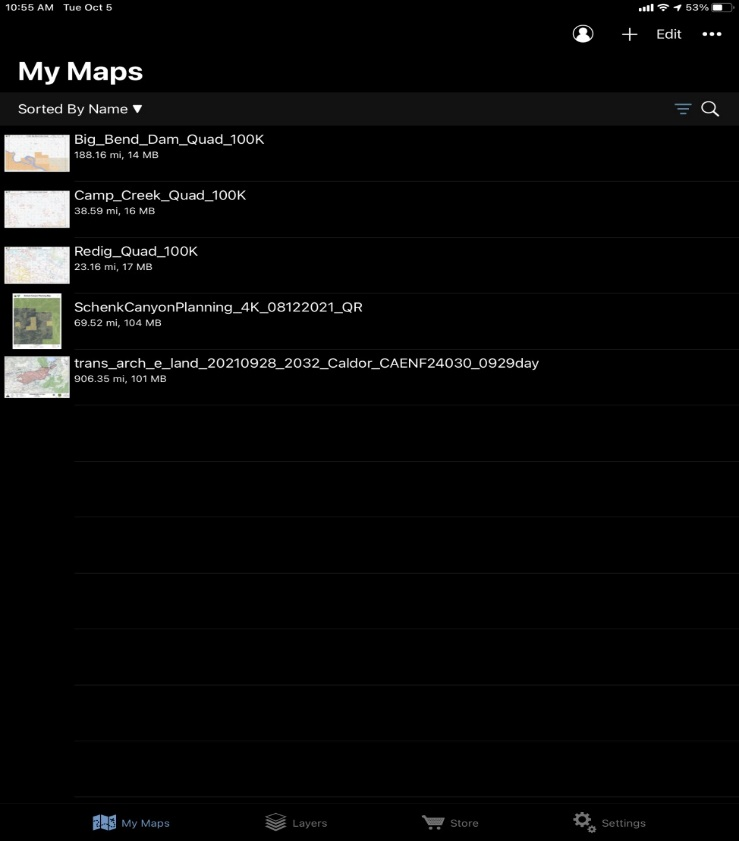 10:55 AM Tue Oct 5 53%
Edit
My Maps
Sorted By Name ▼
Big_Bend_Dam_Quad_100K
188.16 mi, 14 MB
Camp_Creek_Quad_100K
38.59 mi, 16 MB
Redig_Quad_100K
23.16 mi, 17 MB
SchenkCanyonPlanning_4K_08122021_QR
69.52 mi, 104 MB
trans_arch_e_land_20210928_2032_Caldor_CAENF24030_0929day
906.35 mi, 101 MB
My Maps Layers Store Settings